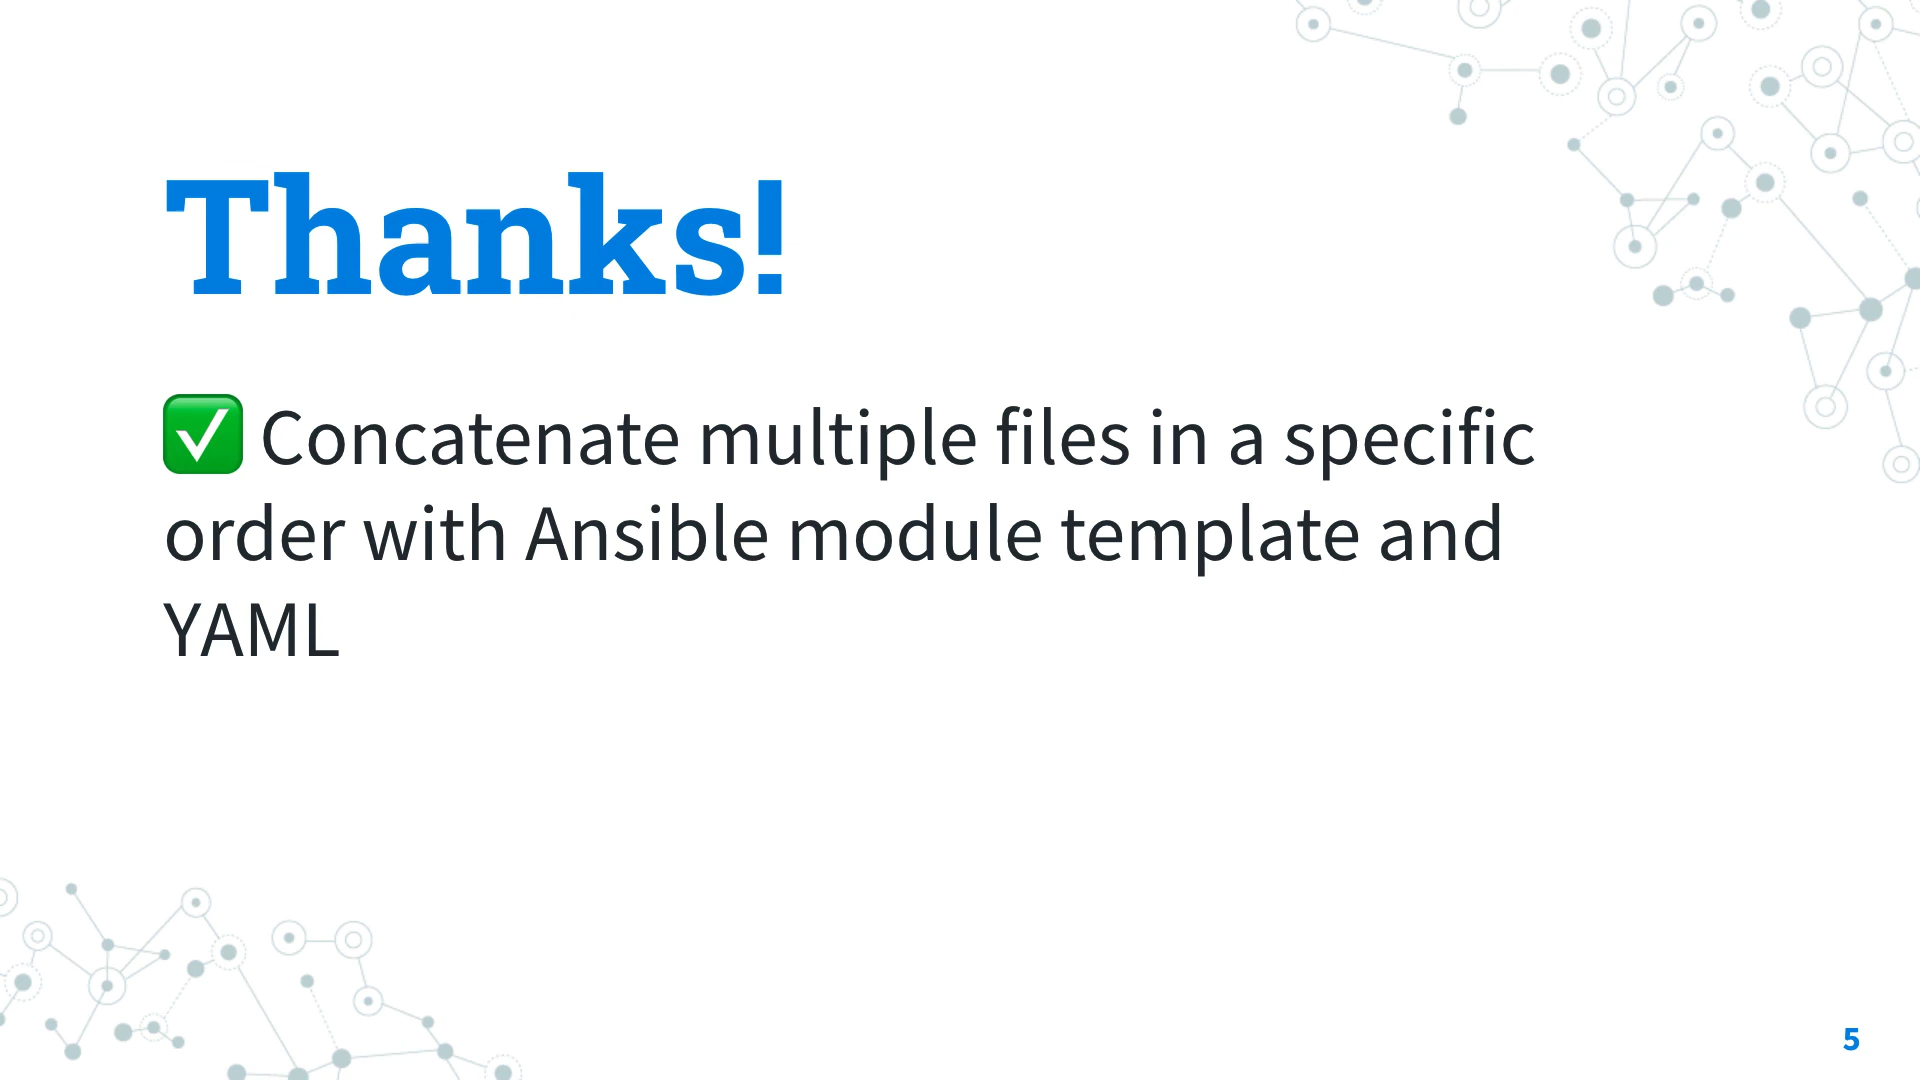 Thanks!
✅ Concatenate multiple files in a specific
order with Ansible module template and
YAML
5